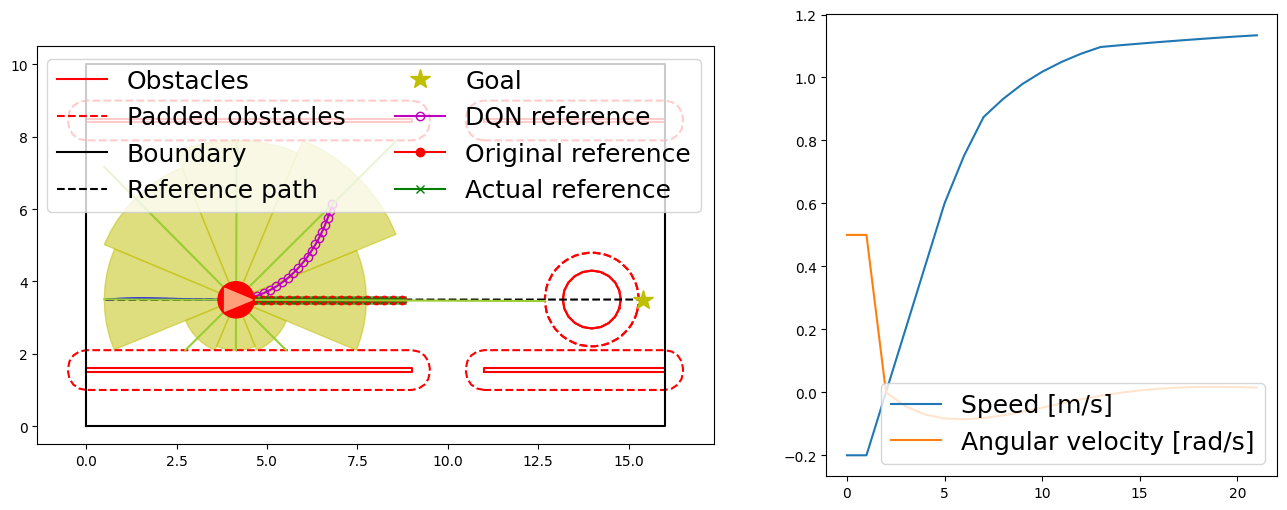 Obstacles
Padded obstacles
Boundary
Reference path
Goal
DQN reference
Original reference
Actual reference
10
8
6
4
2
0
0.0 2.5 5.0 7.5 10.0 12.5 15.0
1.2
1.0
0.8
0.6
0.4
0.2
0.0
−0.2
Speed [m/s]
Angular velocity [rad/s]
0 5 10 15 20